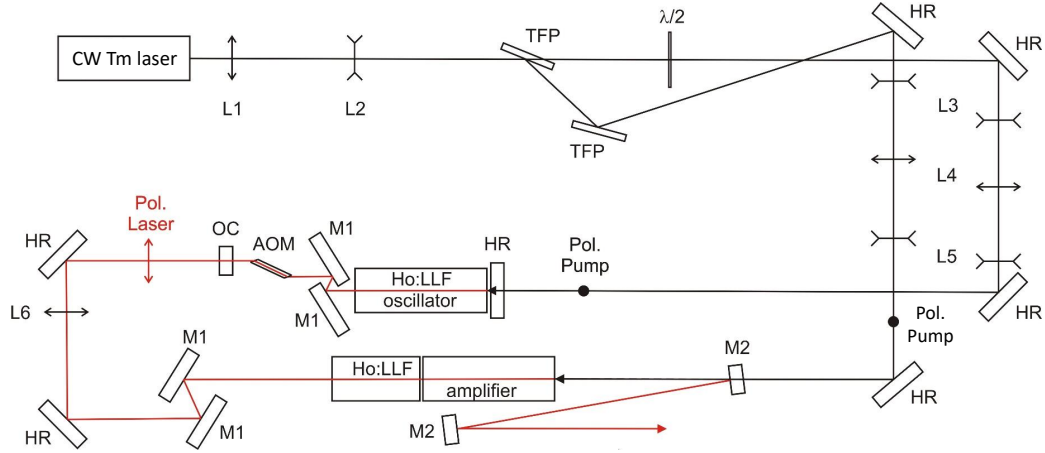 HR
λ/2
TFP
HR
CW Tm laser
L1
L2
L3
TFP
L4
Pol.
Laser
OC
M1
HR
AOM
HR
Pol.
Pump
L5
Ho:LLF
oscillator
L6
M1
HR
Pol.
Pump
M1
M2
Ho:LLF
amplifier
HR
M2
HR
M1